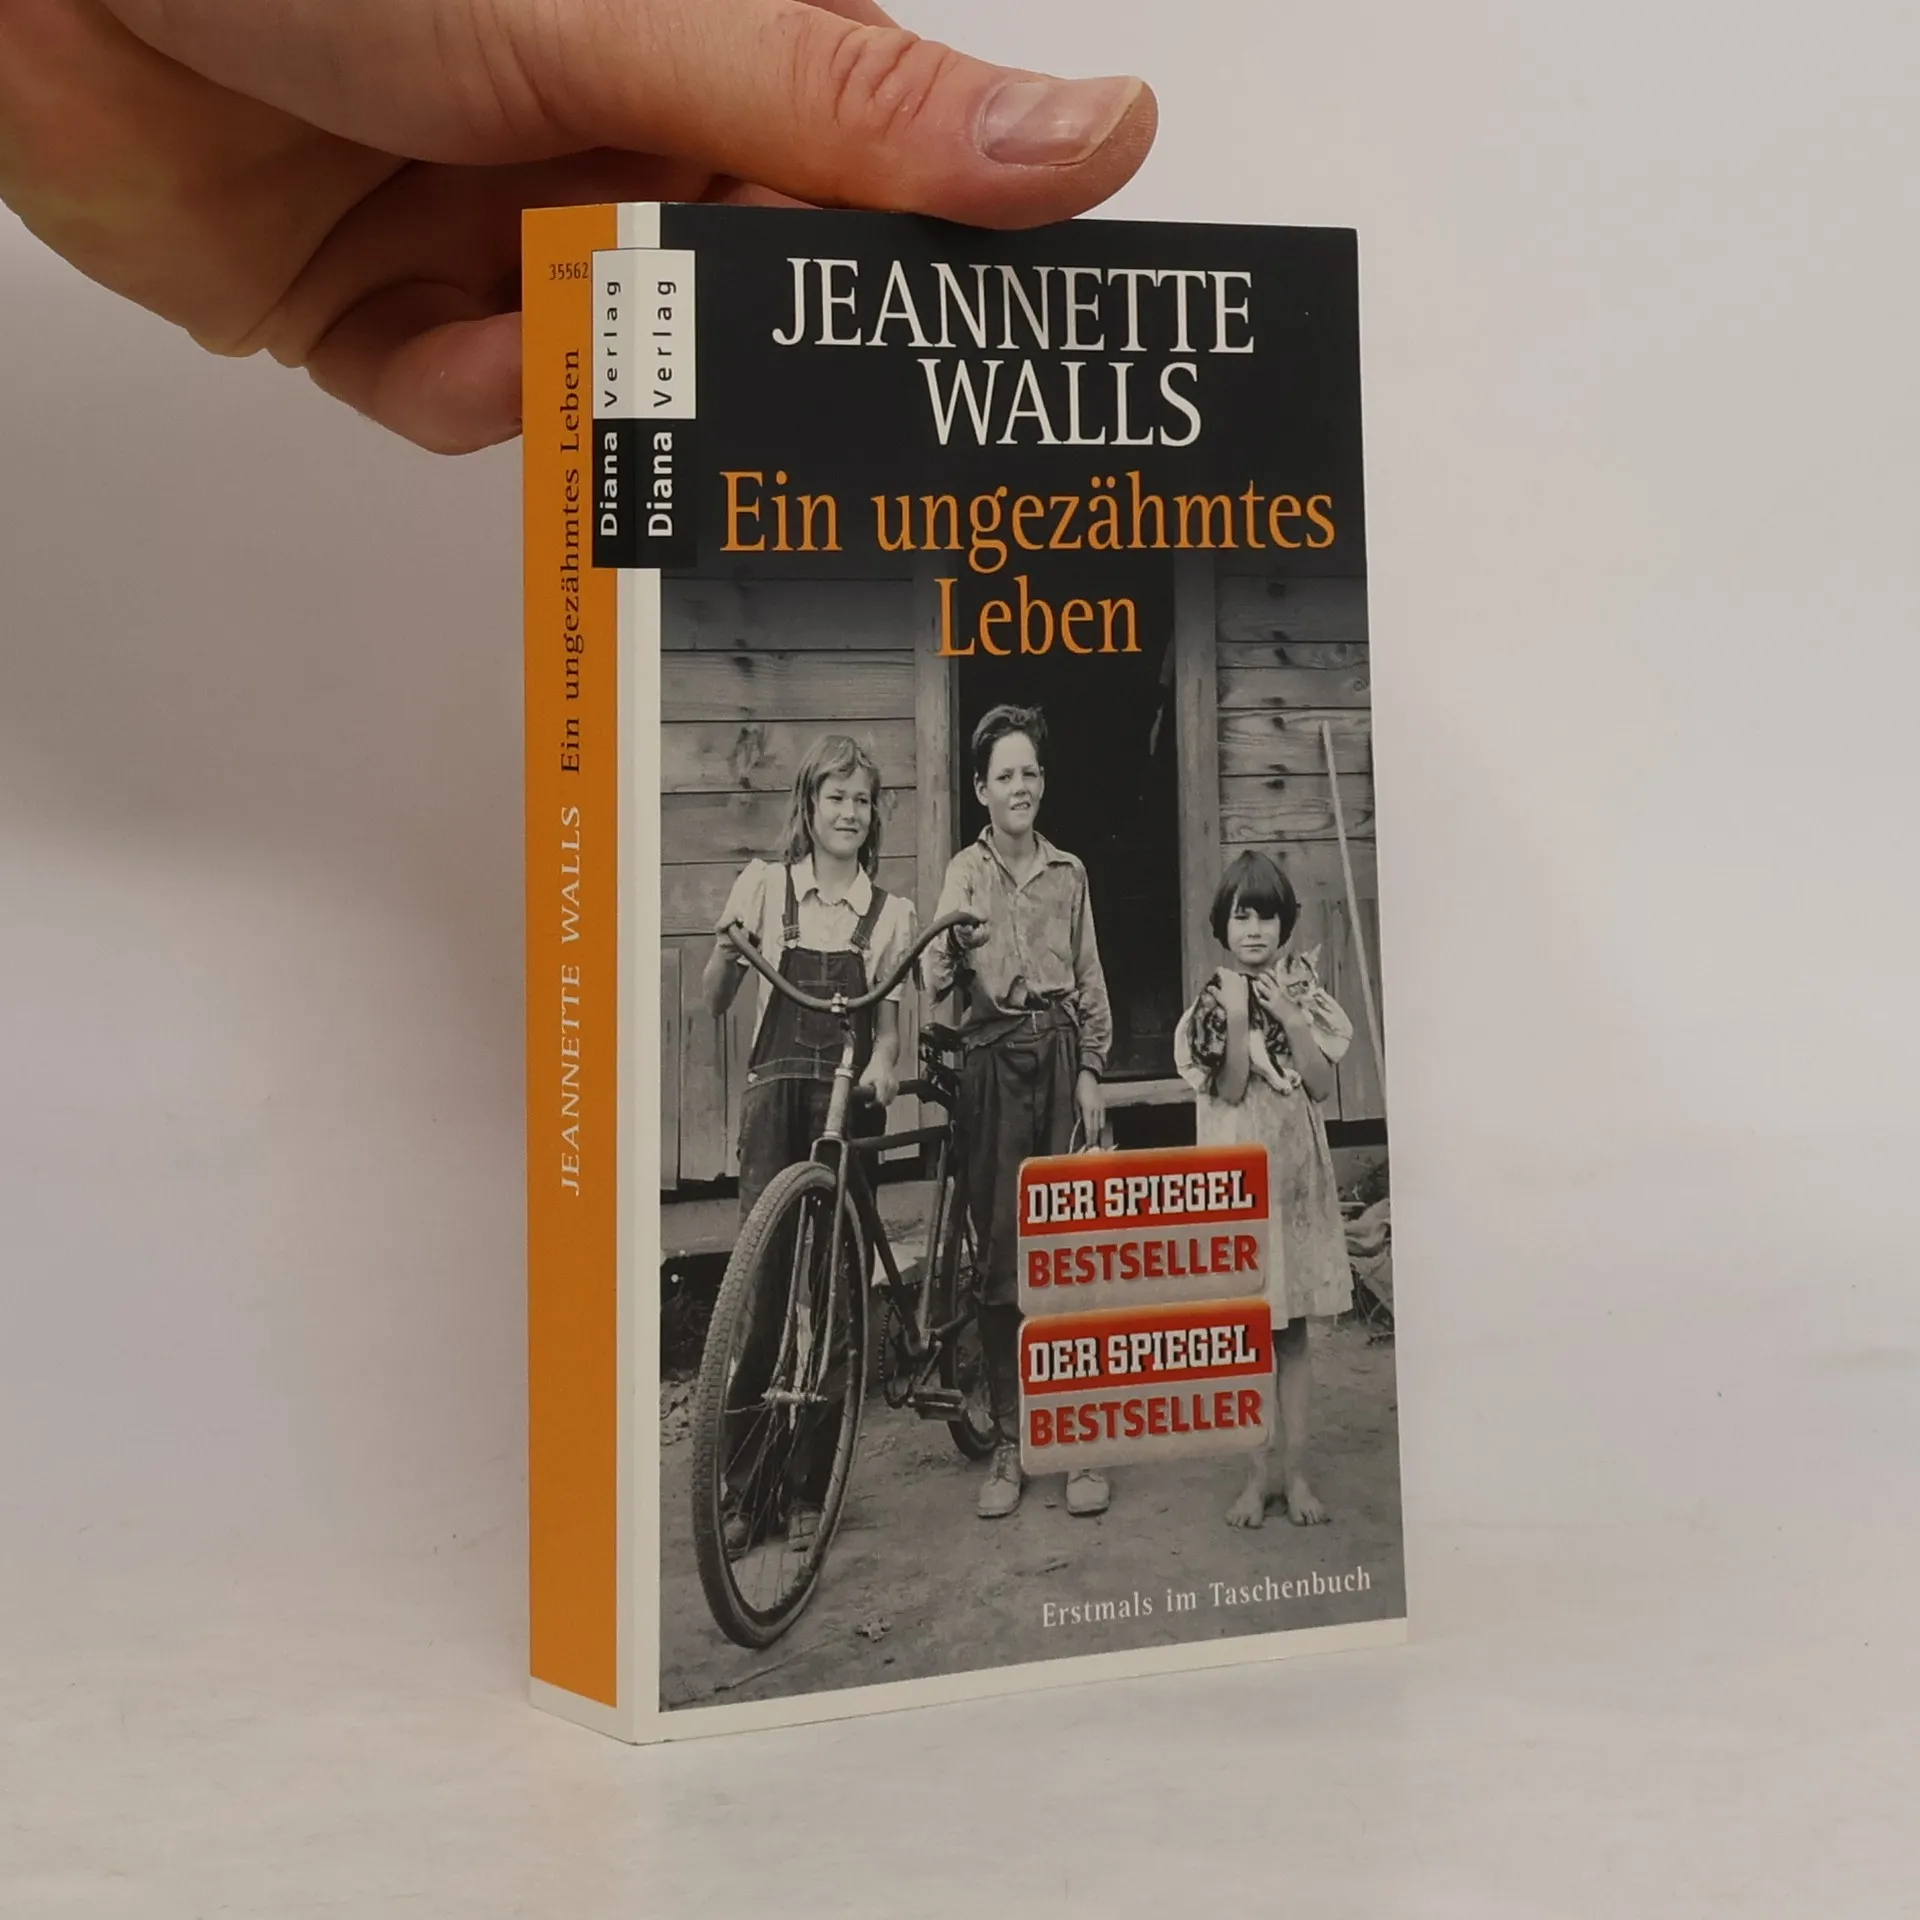 35562
Diana Verlag
JEANNETTE WALLS Ein ungezähmtes Leben
Diana Verlag
JEANNETTE
WALLS
Ein ungezähmtes
Leben
DER SPIEGEL
BESTSELLER
DER SPIEGEL
BESTSELLER
Erstmals im Taschenbuch